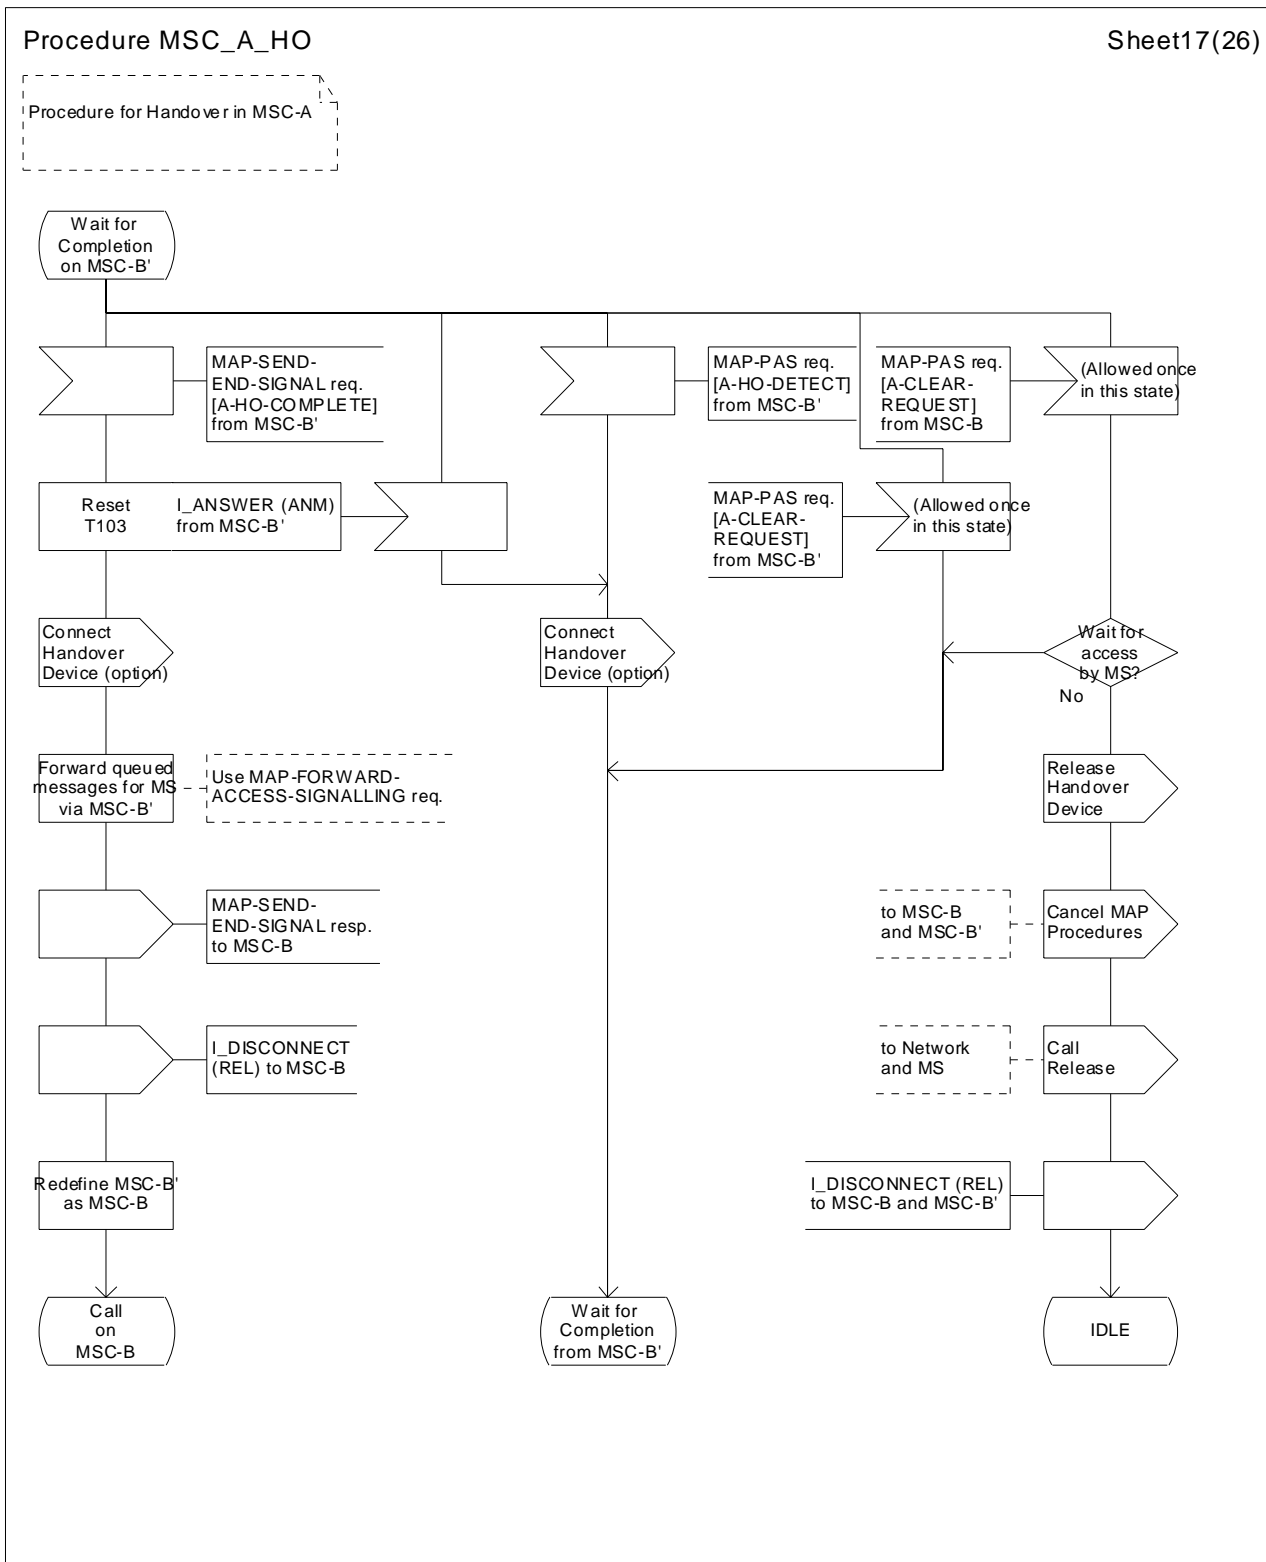 Procedure MSC_A_HO
Sheet17(26)
Procedure for Handover in MSC-A
Wait for
Completion
on MSC-B'
MAP-SEND-
END-SIGNAL req.
[A-HO-COMPLETE]
from MSC-B'
MAP-PAS req.
[A-HO-DETECT]
from MSC-B'
MAP-PAS req.
[A-CLEAR-
REQUEST]
from MSC-B
(Allowed once
in this state)
Reset
T103
I_ANSWER (ANM)
from MSC-B'
MAP-PAS req.
[A-CLEAR-
REQUEST]
from MSC-B'
(Allowed once
in this state)
Connect
Handover
Device (option)
Connect
Handover
Device (option)
Wait for
access
by MS?
No
Forward queued
messages for MS
via MSC-B'
Use MAP-FORWARD-
ACCESS-SIGNALLING req.
Release
Handover
Device
MAP-SEND-
END-SIGNAL resp.
to MSC-B
to MSC-B
and MSC-B'
Cancel MAP
Procedures
I_DISCONNECT
(REL) to MSC-B
to Network
and MS
Call
Release
Redefine MSC-B'
as MSC-B
I_DISCONNECT (REL)
to MSC-B and MSC-B'
Call
on
MSC-B
Wait for
Completion
from MSC-B'
IDLE